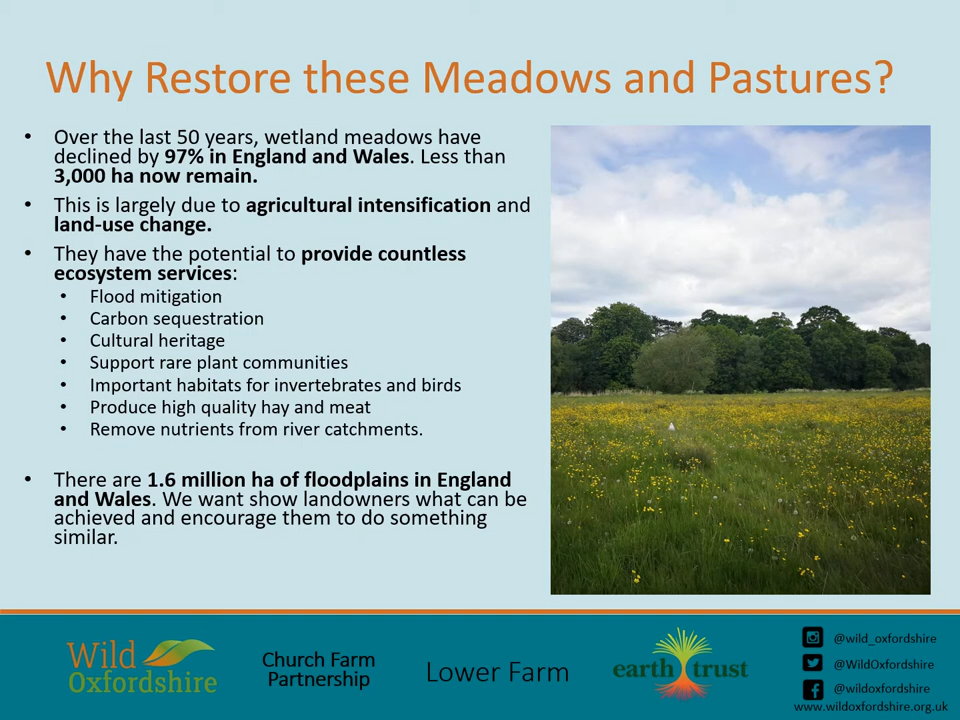 Why Restore these Meadows and Pastures?
• Over the last 50 years, wetland meadows have
declined by 97% in England and Wales. Less than
3,000 ha now remain.
• This is largely due to agricultural intensification and
land-use change.
• They have the potential to provide countless
ecosystem services:
• Flood mitigation
• Carbon sequestration
• Cultural heritage
• Support rare plant communities
• Important habitats for invertebrates and birds
• Produce high quality hay and meat
• Remove nutrients from river catchments.
• There are 1.6 million ha of floodplains in England
and Wales. We want show landowners what can be
achieved and encourage them to do something
similar.
Wild
Oxfordshire
Church Farm
Partnership
Lower Farm
earth trust
@wild_oxfordshire
@WildOxfordshire
@wildoxfordshire
www.wildoxfordshire.org.uk